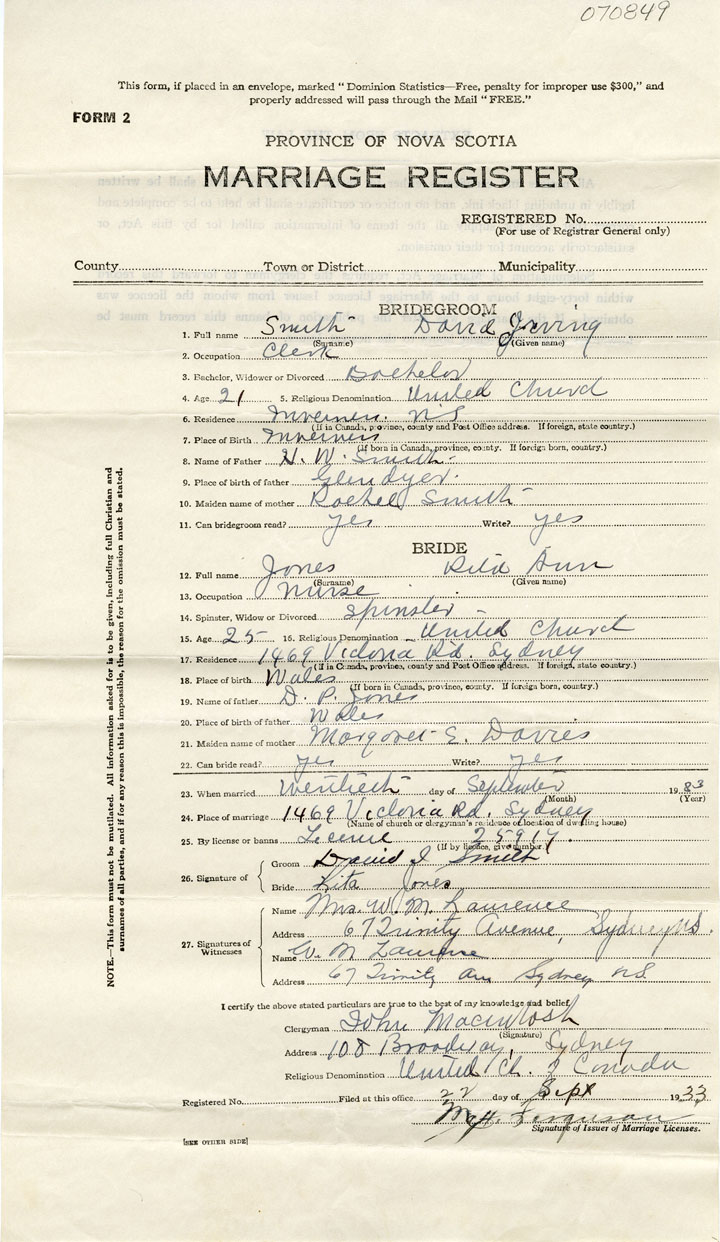 070849
This form, if placed in an envelope, marked “Dominion Statistics—Free, penalty for improper use $300,” and
properly addressed will pass through the Mail “FREE.”
FORM 2
PROVINCE OF NOVA SCOTIA
MARRIAGE REGISTER
REGISTERED No.
(For use of Registrar General only)
County Town or District Municipality
BRIDEGROOM
1. Full name Smith David Irving
(Surname) (Given name)
2. Occupation Clerk
3. Bachelor, Widower or Divorced Bachelor
4. Age 21 5. Religious Denomination United Church
6. Residence Inverness. N.S
(If in Canada, province, county and Post Office address. If foreign, state country.)
7. Place of Birth Inverness
(If born in Canada, province, county. If foreign born, country.)
8. Name of Father H. W. Smith
9. Place of birth of father Glendyer.
10. Maiden name of mother Rachel Smith
11. Can bridegroom read? yes Write? yes
BRIDE
12. Full name Jones Rita Ann
(Surname) (Given name)
13. Occupation Nurse
14. Spinster, Widow or Divorced Spinster
15. Age 25 16. Religious Denomination United Church
17. Residence 1469 Victoria Rd. Sydney
(If in Canada, province, county and Post Office address. If foreign, state country.)
18. Place of birth Wales
(If born in Canada, province, county. If foreign born, country.)
19. Name of father D. P. Jones
20. Place of birth of father Wales
21. Maiden name of mother Margaret E. Davies
22. Can bride read? yes Write? yes
23. When married twentieth day of September 19
(Month) (Year)
24. Place of marriage 1469 Victoria Rd, Sydney
(Name of church or clergyman's residence or location of dwelling house)
25. By license or banns License 25917.
(If by licence, give number.)
26. Signature of Groom David I Smith
Bride Rita Jones
27. Signatures of Witnesses
Name Mrs. W. M. Laurence
Address 67 Trinity Avenue, Sydney N.S.
Name W. M Laurence
Address 67 Trinity Ave Sydney N.S.
I certify the above stated particulars are true to the best of my knowledge and belief.
Clergyman John Macintosh
(Signature)
Address 108 Broadway, Sydney
Religious Denomination United Ch. of Canada
Registered No. Filed at this office 22 day of Sept 1933
Ferguson
Signature of Issuer of Marriage Licenses.
[SEE OTHER SIDE]
NOTE.—This form must not be mutilated. All information asked for is to be given, including full Christian and
surnames of all parties, and if for any reason this is impossible, the reason for the omission must be stated.